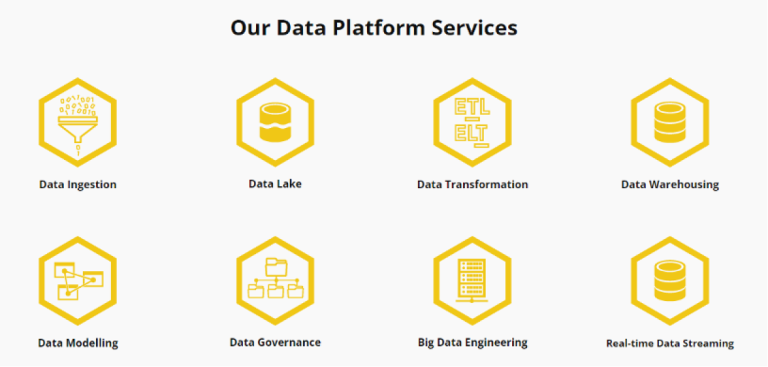 Our Data Platform Services
ETL
ELT
Data Ingestion
Data Lake
Data Transformation
Data Warehousing
Data Modelling
Data Governance
Big Data Engineering
Real-time Data Streaming